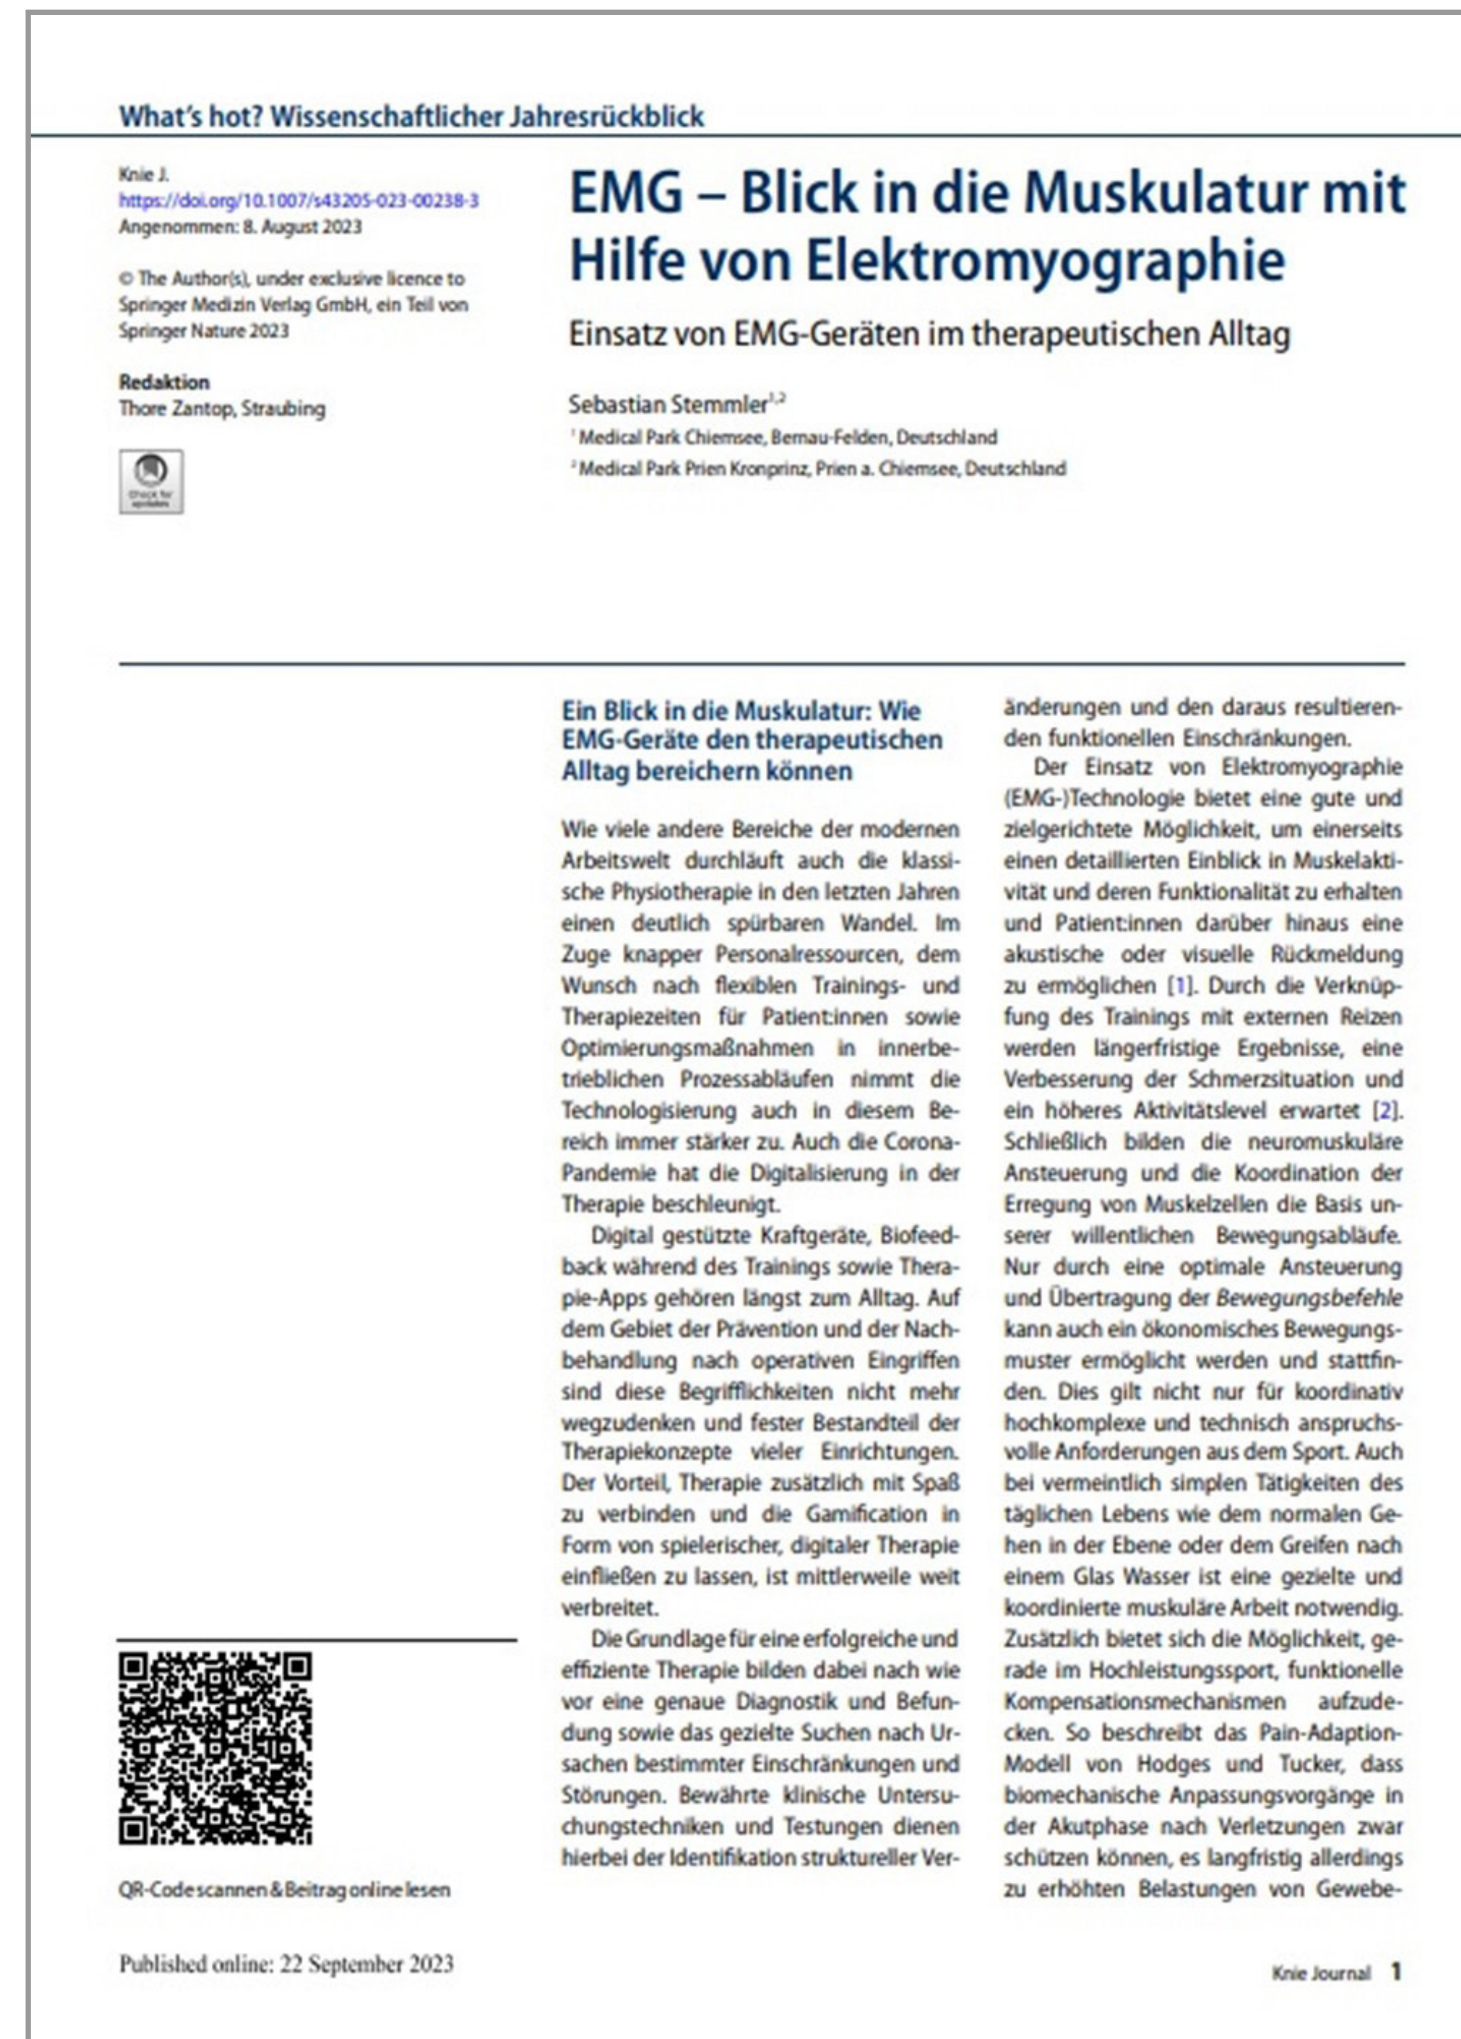 What's hot? Wissenschaftlicher Jahresrückblick
Knie J.
https://doi.org/10.1007/s43205-023-00238-3
Angenommen: 8. August 2023
© The Author(s), under exclusive licence to
Springer Medizin Verlag GmbH, ein Teil von
Springer Nature 2023
Redaktion
Thore Zantop, Straubing
Check for
updates
EMG – Blick in die Muskulatur mit
Hilfe von Elektromyographie
Einsatz von EMG-Geräten im therapeutischen Alltag
Sebastian Stemmler1,2
1 Medical Park Chiemsee, Bernau-Felden, Deutschland
2 Medical Park Prien Kronprinz, Prien a. Chiemsee, Deutschland
Ein Blick in die Muskulatur: Wie
EMG-Geräte den therapeutischen
Alltag bereichern können
Wie viele andere Bereiche der modernen
Arbeitswelt durchläuft auch die klassi-
sche Physiotherapie in den letzten Jahren
einen deutlich spürbaren Wandel. Im
Zuge knapper Personalressourcen, dem
Wunsch nach flexiblen Trainings- und
Therapiezeiten für Patient:innen sowie
Optimierungsmaßnahmen in innerbe-
trieblichen Prozessabläufen nimmt die
Technologisierung auch in diesem Be-
reich immer stärker zu. Auch die Corona-
Pandemie hat die Digitalisierung in der
Therapie beschleunigt.
Digital gestützte Kraftgeräte, Biofeed-
back während des Trainings sowie Thera-
pie-Apps gehören längst zum Alltag. Auf
dem Gebiet der Prävention und der Nach-
behandlung nach operativen Eingriffen
sind diese Begrifflichkeiten nicht mehr
wegzudenken und fester Bestandteil der
Therapiekonzepte vieler Einrichtungen.
Der Vorteil, Therapie zusätzlich mit Spaß
zu verbinden und die Gamification in
Form von spielerischer, digitaler Therapie
einfließen zu lassen, ist mittlerweile weit
verbreitet.
Die Grundlage für eine erfolgreiche und
effiziente Therapie bilden dabei nach wie
vor eine genaue Diagnostik und Befun-
dung sowie das gezielte Suchen nach Ur-
sachen bestimmter Einschränkungen und
Störungen. Bewährte klinische Untersu-
chungstechniken und Testungen dienen
hierbei der Identifikation struktureller Ver-
änderungen und den daraus resultieren-
den funktionellen Einschränkungen.
Der Einsatz von Elektromyographie
(EMG-)Technologie bietet eine gute und
zielgerichtete Möglichkeit, um einerseits
einen detaillierten Einblick in Muskelakti-
vität und deren Funktionalität zu erhalten
und Patient:innen darüber hinaus eine
akustische oder visuelle Rückmeldung
zu ermöglichen [1]. Durch die Verknüp-
fung des Trainings mit externen Reizen
werden längerfristige Ergebnisse, eine
Verbesserung der Schmerzsituation und
ein höheres Aktivitätslevel erwartet [2].
Schließlich bilden die neuromuskuläre
Ansteuerung und die Koordination der
Erregung von Muskelzellen die Basis un-
serer willentlichen Bewegungsabläufe.
Nur durch eine optimale Ansteuerung
und Übertragung der Bewegungsbefehle
kann auch ein ökonomisches Bewegungs-
muster ermöglicht werden und stattfin-
den. Dies gilt nicht nur für koordinativ
hochkomplexe und technisch anspruchs-
volle Anforderungen aus dem Sport. Auch
bei vermeintlich simplen Tätigkeiten des
täglichen Lebens wie dem normalen Ge-
hen in der Ebene oder dem Greifen nach
einem Glas Wasser ist eine gezielte und
koordinierte muskuläre Arbeit notwendig.
Zusätzlich bietet sich die Möglichkeit, ge-
rade im Hochleistungssport, funktionelle
Kompensationsmechanismen aufzude-
cken. So beschreibt das Pain-Adaption-
Modell von Hodges und Tucker, dass
biomechanische Anpassungsvorgänge in
der Akutphase nach Verletzungen zwar
schützen können, es langfristig allerdings
zu erhöhten Belastungen von Gewebe-
QR-Code scannen & Beitrag online lesen
Published online: 22 September 2023
Knie Journal 1